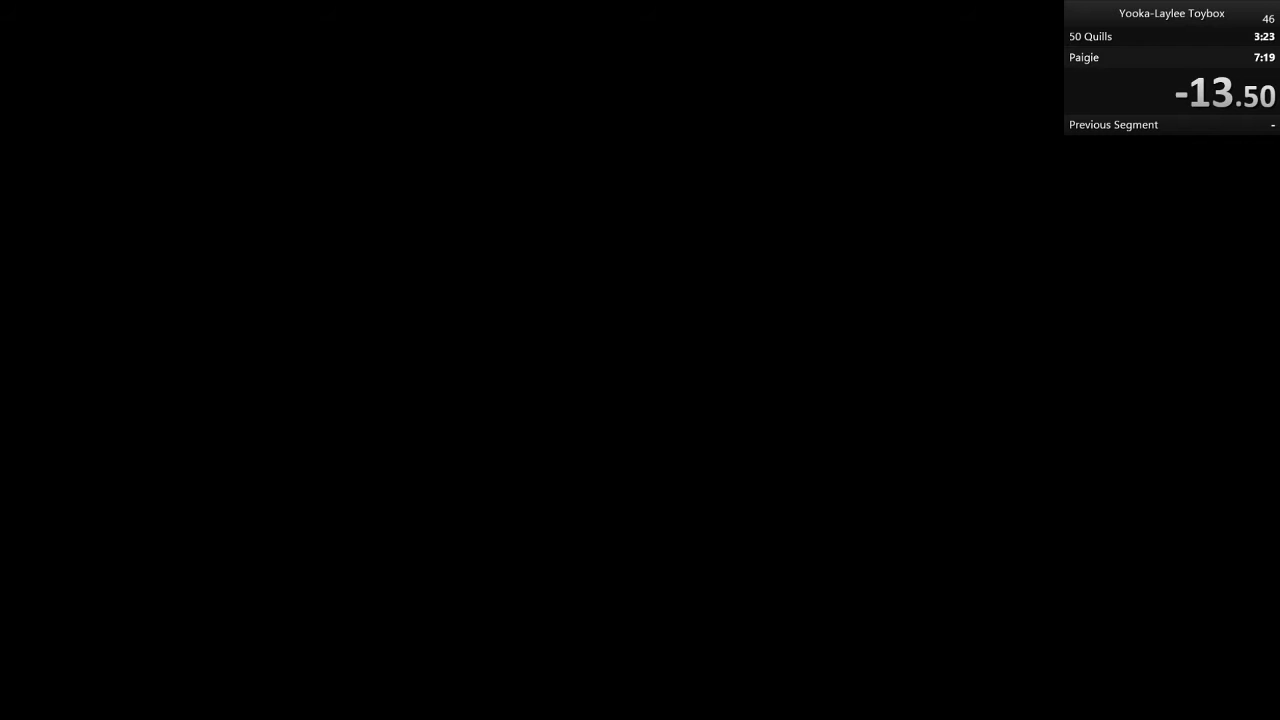 Yooka-Laylee Toybox
46
50 Quills 3:23
Paigie 7:19
-13.50
Previous Segment -